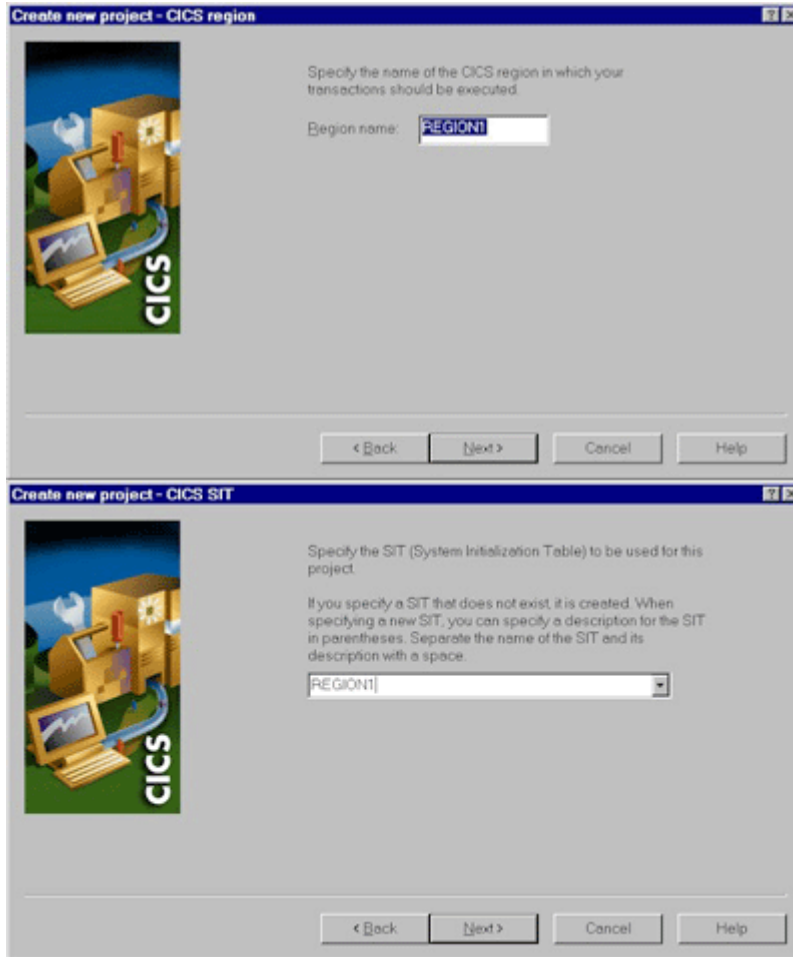 Create new project - CICS region
Specify the name of the CICS region in which your
transactions should be executed.
Region name: REGION1
CICS
< Back Next > Cancel Help
Create new project - CICS SIT
Specify the SIT (System Initialization Table) to be used for this
project.
If you specify a SIT that does not exist, it is created. When
specifying a new SIT, you can specify a description for the SIT
in parentheses. Separate the name of the SIT and its
description with a space.
REGION1
CICS
< Back Next > Cancel Help